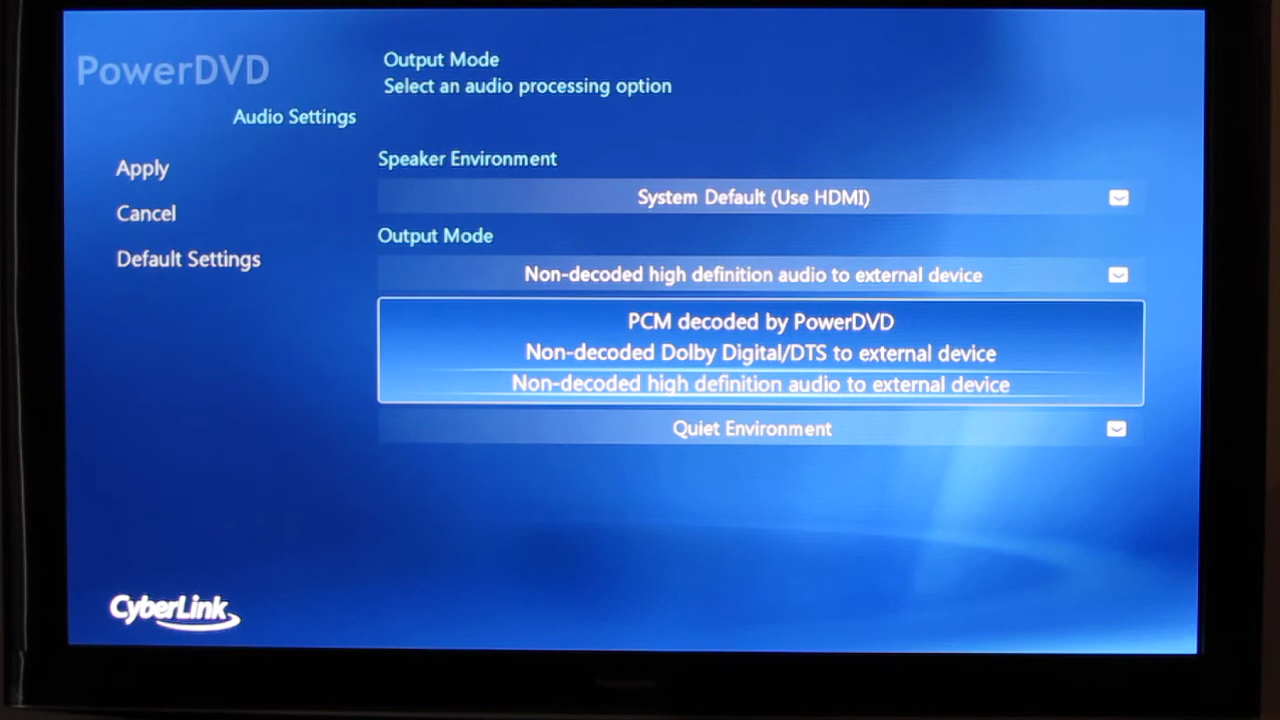 PowerDVD
Audio Settings
Apply
Cancel
Default Settings
Output Mode
Select an audio processing option
Speaker Environment
System Default (Use HDMI)
Output Mode
Non-decoded high definition audio to external device
PCM decoded by PowerDVD
Non-decoded Dolby Digital/DTS to external device
Non-decoded high definition audio to external device
Quiet Environment
CyberLink